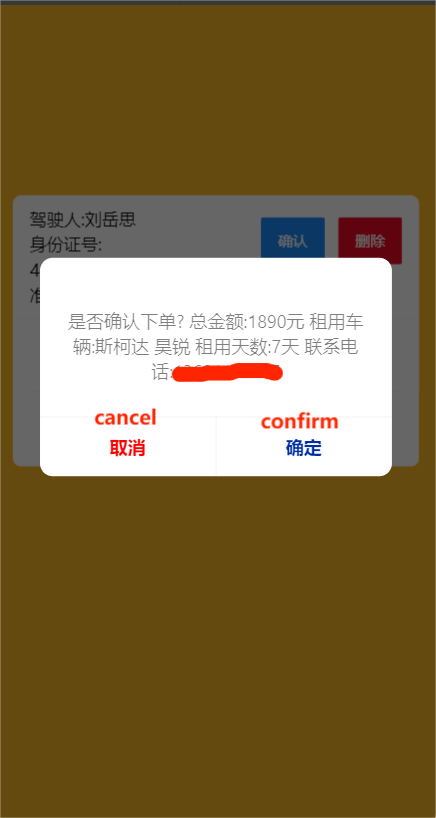 驾驶人:刘岳思
身份证号:
确认
删除
4
准
是否确认下单? 总金额:1890元 租用车
辆:斯柯达 昊锐 租用天数:7天 联系电
话:
cancel
confirm
取消
确定